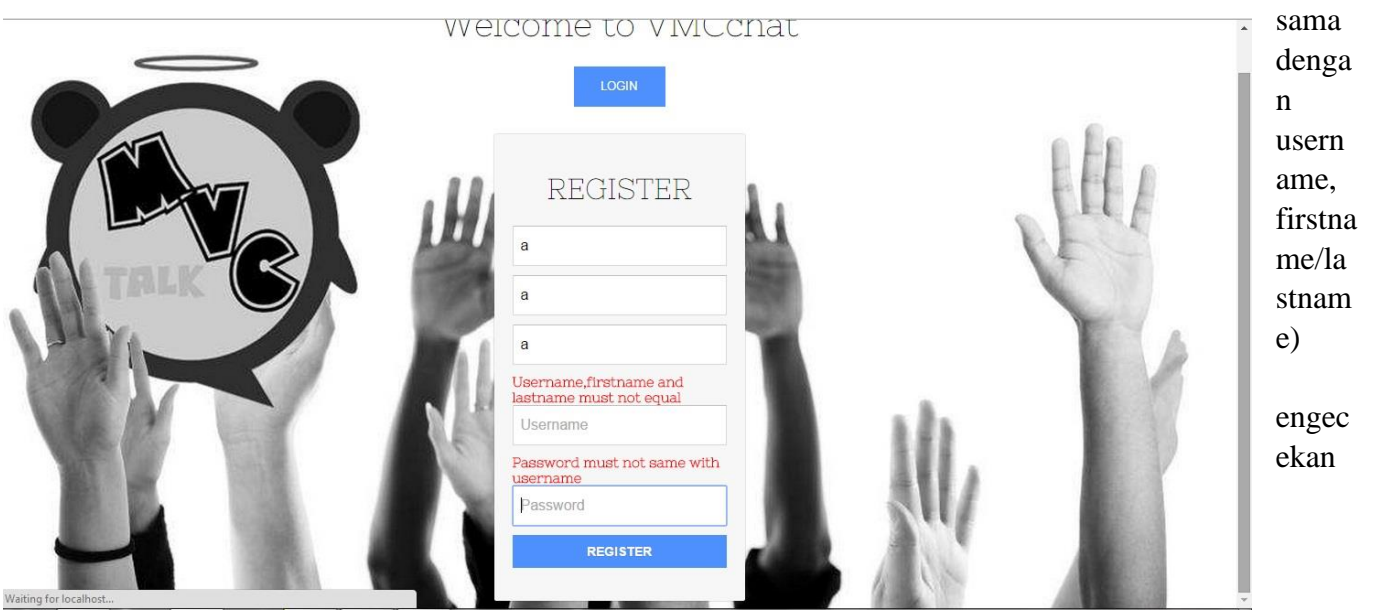 Welcome to VMCchat
LOGIN
MVC
TALK
REGISTER
a
a
a
Username,firstname and
lastname must not equal
Username
Password must not same with
username
Password
REGISTER
Waiting for localhost...
sama
denga
n
usern
ame,
firstna
me/la
stnam
e)
engec
ekan